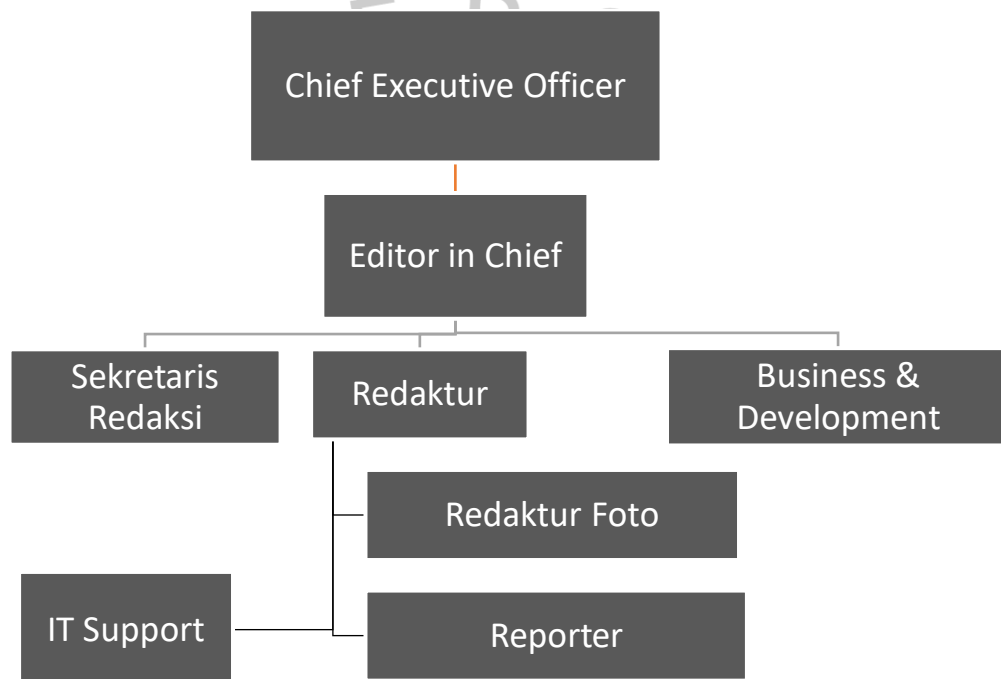 Chief Executive Officer
Editor in Chief
Sekretaris
Redaksi
Redaktur
Business &
Development
Redaktur Foto
IT Support
Reporter